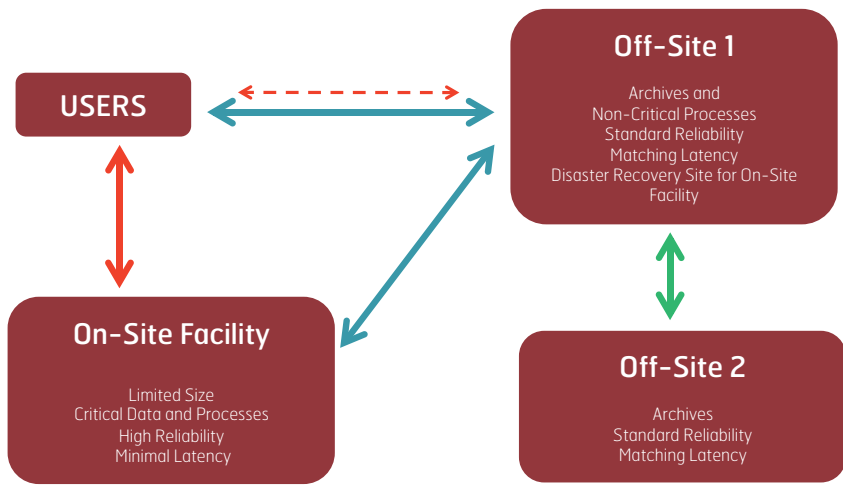 USERS
Off-Site 1
Archives and
Non-Critical Processes
Standard Reliability
Matching Latency
Disaster Recovery Site for On-Site
Facility
On-Site Facility
Limited Size
Critical Data and Processes
High Reliability
Minimal Latency
Off-Site 2
Archives
Standard Reliability
Matching Latency